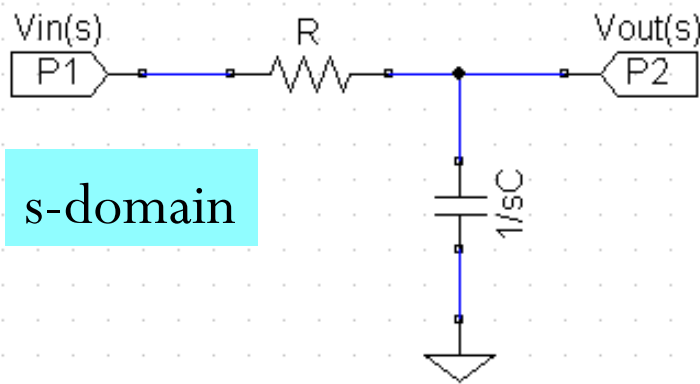 Vin(s)
R
Vout(s)
P1
P2
s-domain
1/sC